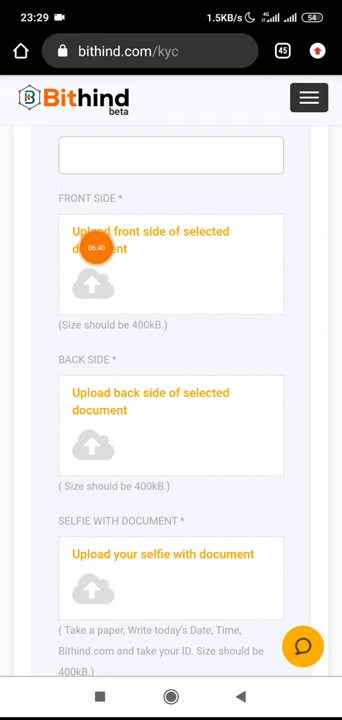 23:29 1.5KB/s 4G 54
bithind.com/kyc 45
Bithind
beta
FRONT SIDE *
Upload front side of selected
document
06:40
(Size should be 400kB.)
BACK SIDE *
Upload back side of selected
document
( Size should be 400kB.)
SELFIE WITH DOCUMENT *
Upload your selfie with document
( Take a paper, Write today's Date, Time,
Bithind.com and take your ID. Size should be
400kB.)